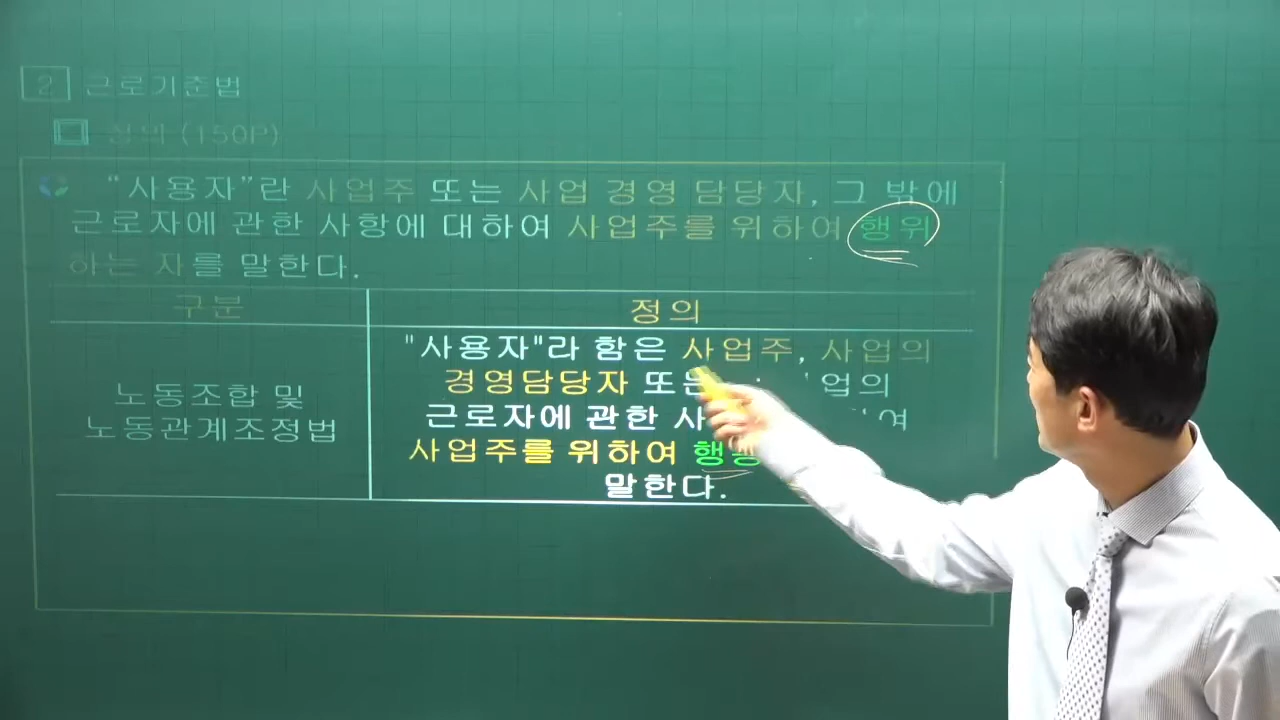 2 근로기준법
정의 (150P)
“사용자”란 사업주 또는 사업 경영 담당자, 그 밖에
근로자에 관한 사항에 대하여 사업주를 위하여 행위
하는 자를 말한다.
구분 정의
"사용자"라 함은 사업주, 사업의
경영담당자 또는 업의
노동조합 및
근로자에 관한 사 여
노동관계조정법
사업주를 위하여
말한다.